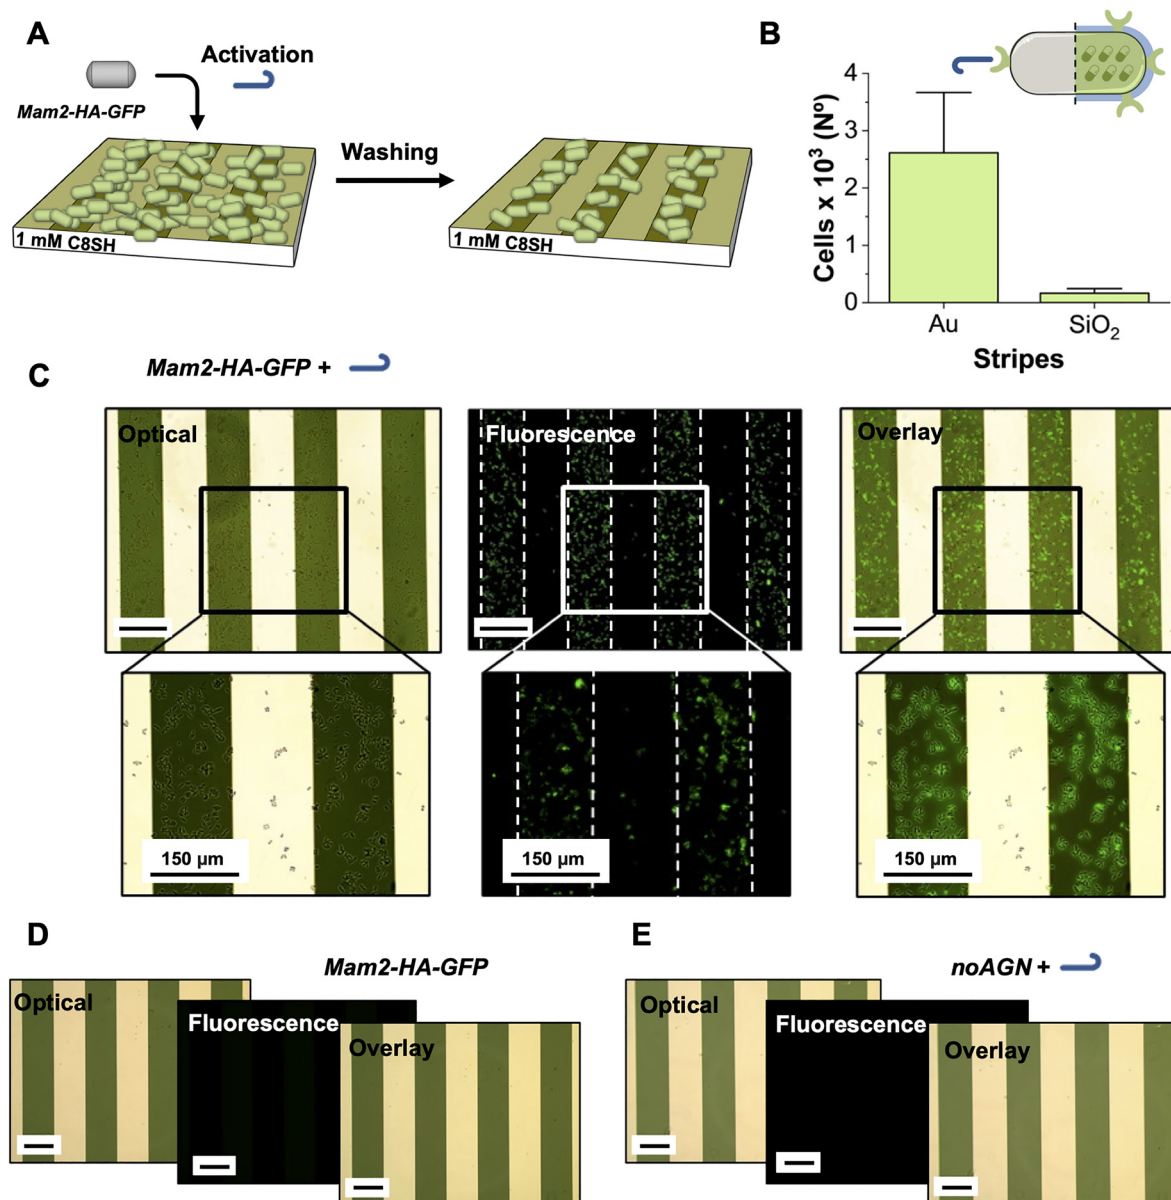 A
Activation
Mam2-HA-GFP
Washing
1 mM C8SH
1 mM C8SH
B
Cells x 10³ (Nº)
4
3
2
1
0
Au
SiO₂
Stripes
C
Mam2-HA-GFP +
Optical
Fluorescence
Overlay
150 µm
150 µm
150 µm
D
Mam2-HA-GFP
Optical
Fluorescence
Overlay
E
noAGN +
Optical
Fluorescence
Overlay